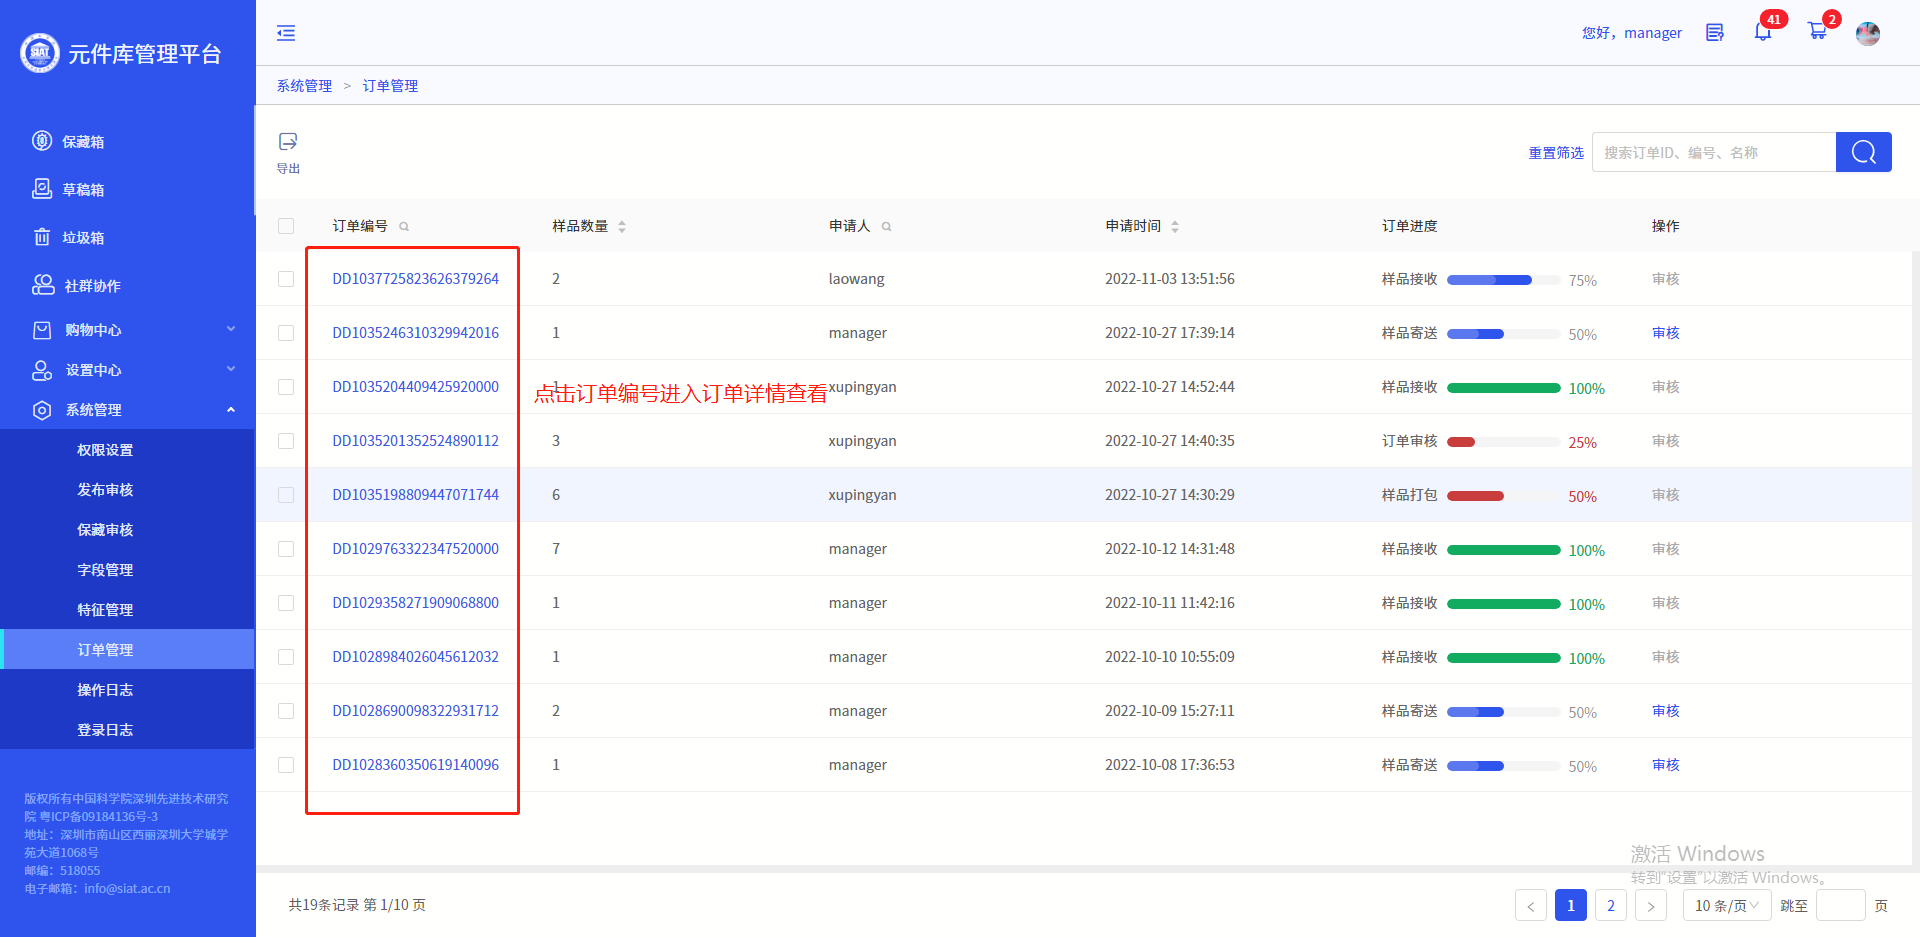 元件库管理平台
您好，manager
41
2
系统管理 > 订单管理
保藏箱
草稿箱
垃圾箱
社群协作
购物中心
设置中心
系统管理
权限设置
发布审核
保藏审核
字段管理
特征管理
订单管理
操作日志
登录日志
版权所有中国科学院深圳先进技术研究
院 粤ICP备09184136号-3
地址：深圳市南山区西丽深圳大学城学
苑大道1068号
邮编：518055
电子邮箱：info@siat.ac.cn
导出
重置筛选 搜索订单ID、编号、名称
订单编号 样品数量 申请人 申请时间 订单进度 操作
DD1037725823626379264 2 laowang 2022-11-03 13:51:56 样品接收 75% 审核
DD1035246310329942016 1 manager 2022-10-27 17:39:14 样品寄送 50% 审核
DD1035204409425920000 1 xupingyan 2022-10-27 14:52:44 样品接收 100% 审核
点击订单编号进入订单详情查看
DD1035201352524890112 3 xupingyan 2022-10-27 14:40:35 订单审核 25% 审核
DD1035198809447071744 6 xupingyan 2022-10-27 14:30:29 样品打包 50% 审核
DD1029763322347520000 7 manager 2022-10-12 14:31:48 样品接收 100% 审核
DD1029358271909068800 1 manager 2022-10-11 11:42:16 样品接收 100% 审核
DD1028984026045612032 1 manager 2022-10-10 10:55:09 样品接收 100% 审核
DD1028690098322931712 2 manager 2022-10-09 15:27:11 样品寄送 50% 审核
DD1028360350619140096 1 manager 2022-10-08 17:36:53 样品寄送 50% 审核
激活 Windows
转到"设置"以激活 Windows。
共19条记录 第 1/10 页
< 1 2 > 10 条/页 跳至 页
SIAT